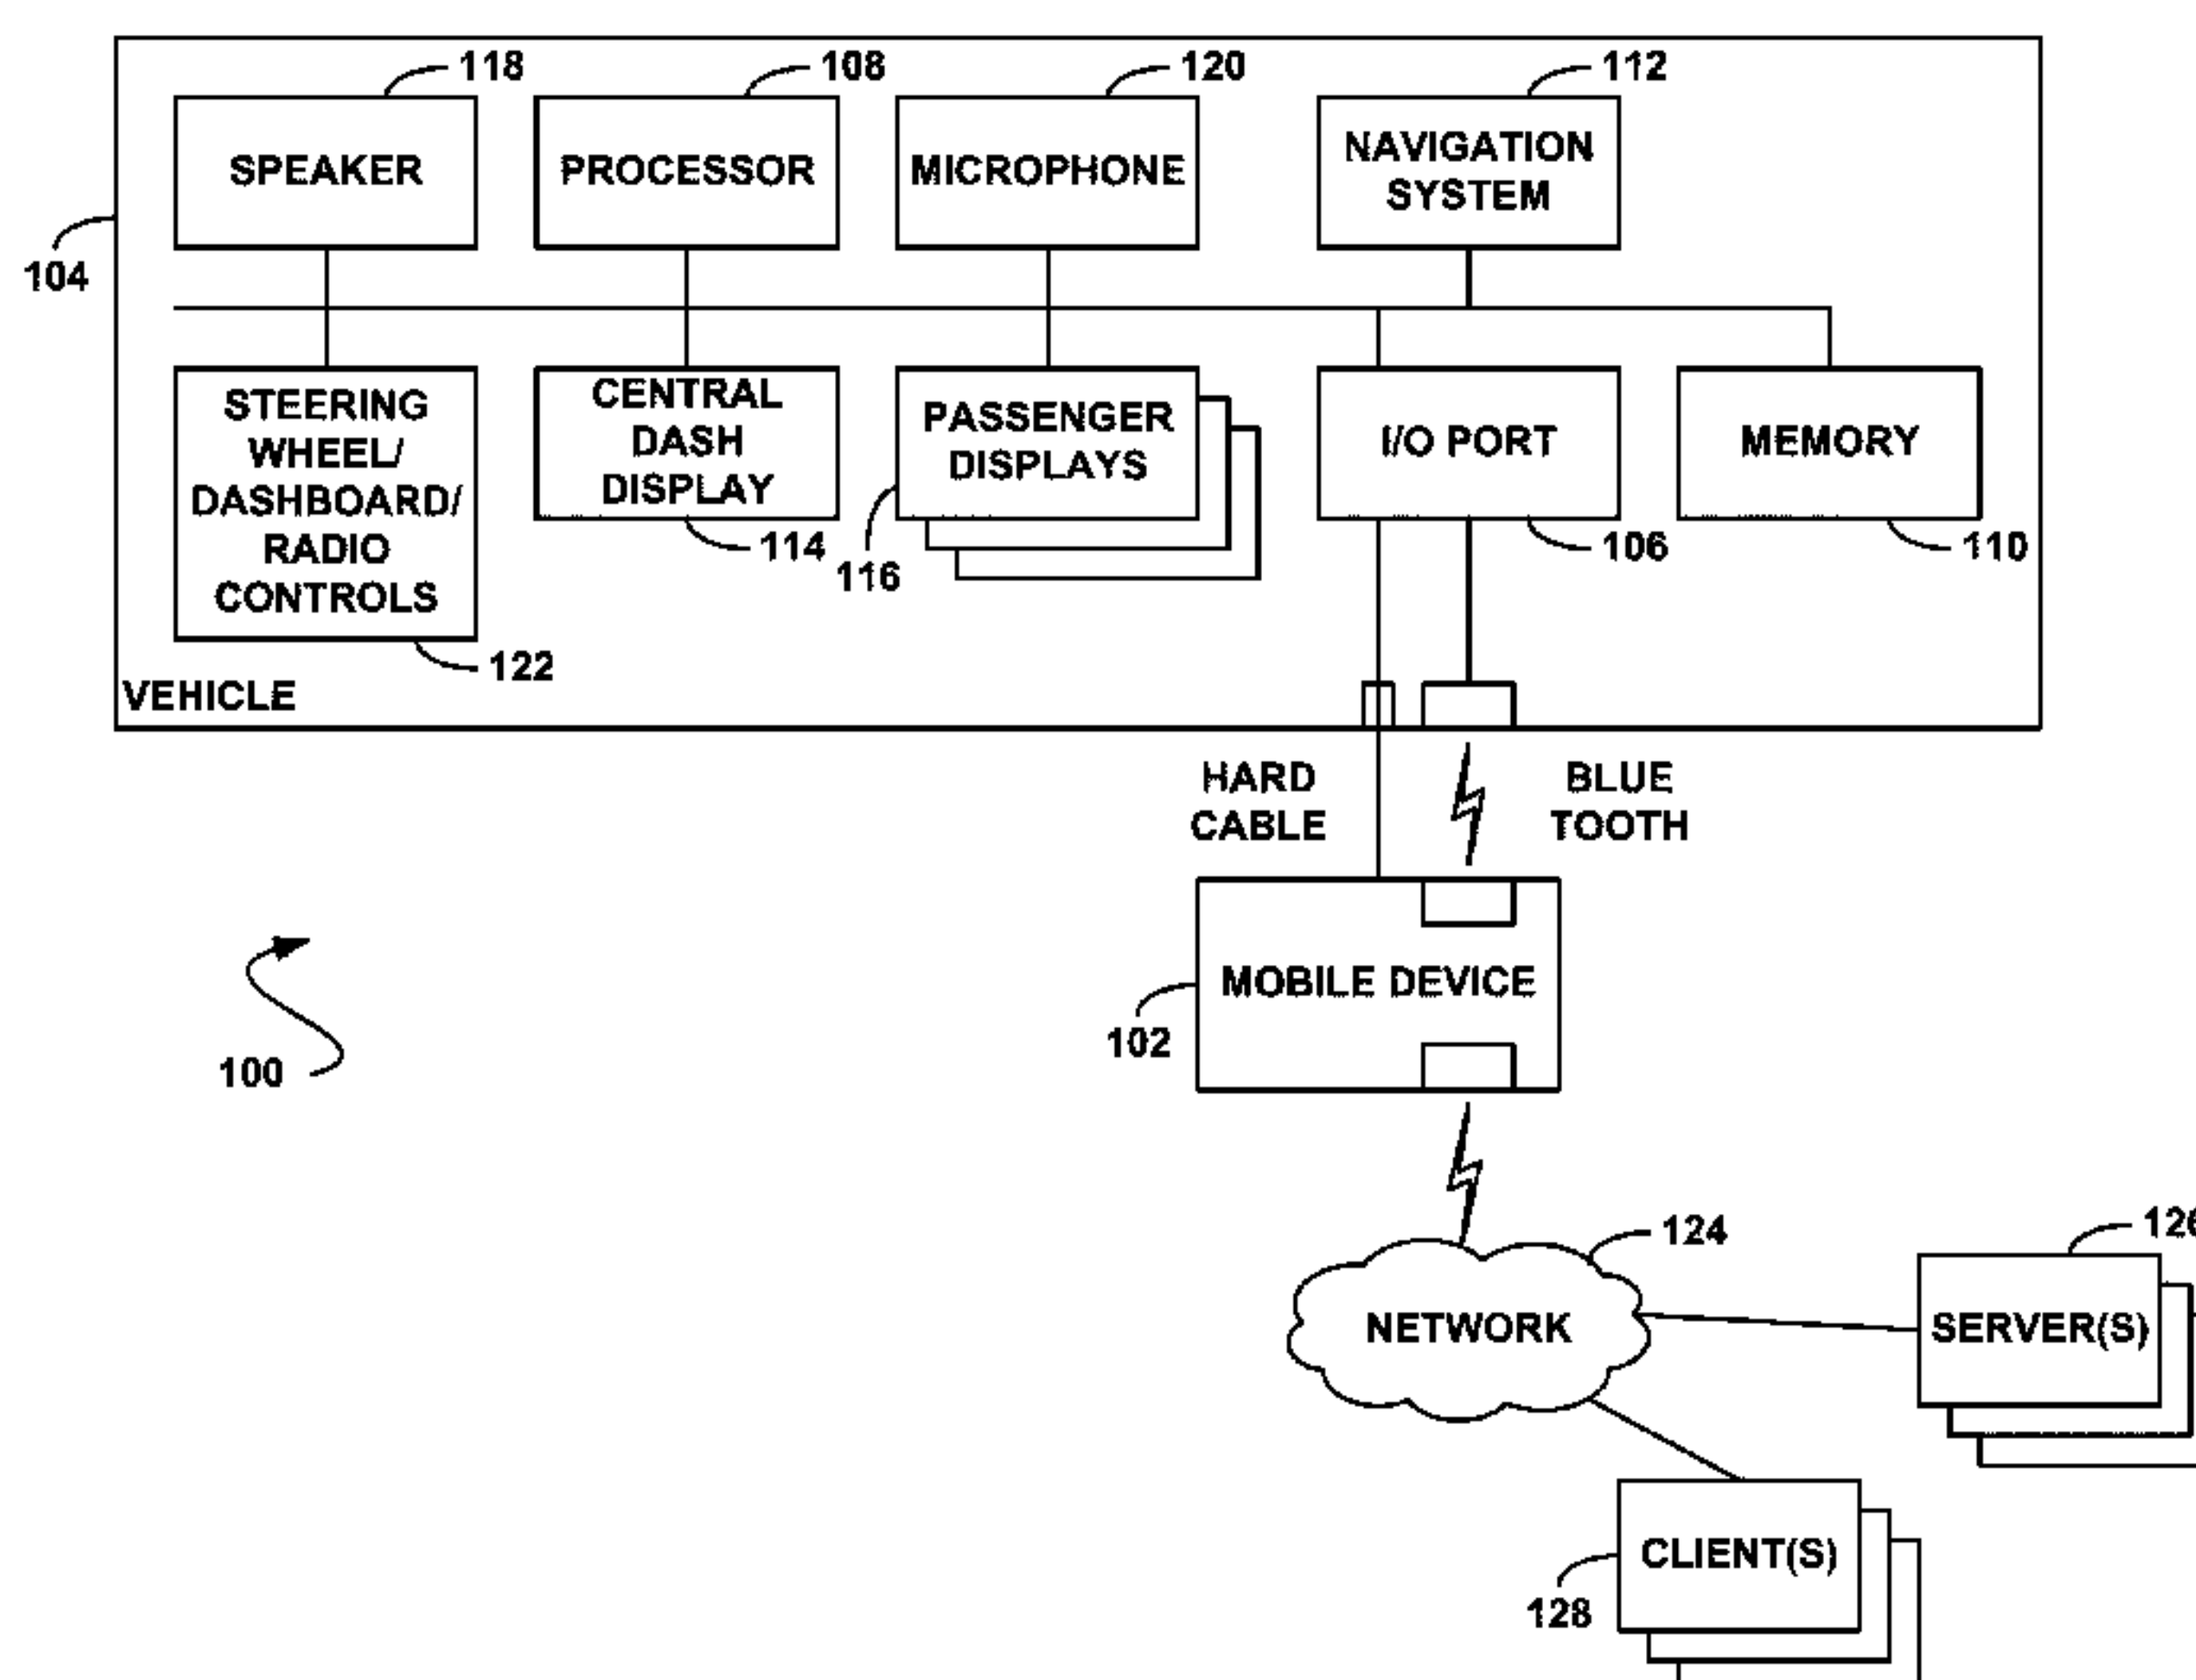 118
108
120
112
SPEAKER
PROCESSOR
MICROPHONE
NAVIGATION
SYSTEM
104
STEERING
WHEEL/
DASHBOARD/
RADIO
CONTROLS
CENTRAL
DASH
DISPLAY
PASSENGER
DISPLAYS
I/O PORT
MEMORY
114
116
106
110
122
VEHICLE
HARD
CABLE
BLUE
TOOTH
MOBILE DEVICE
102
100
124
126
NETWORK
SERVER(S)
CLIENT(S)
128